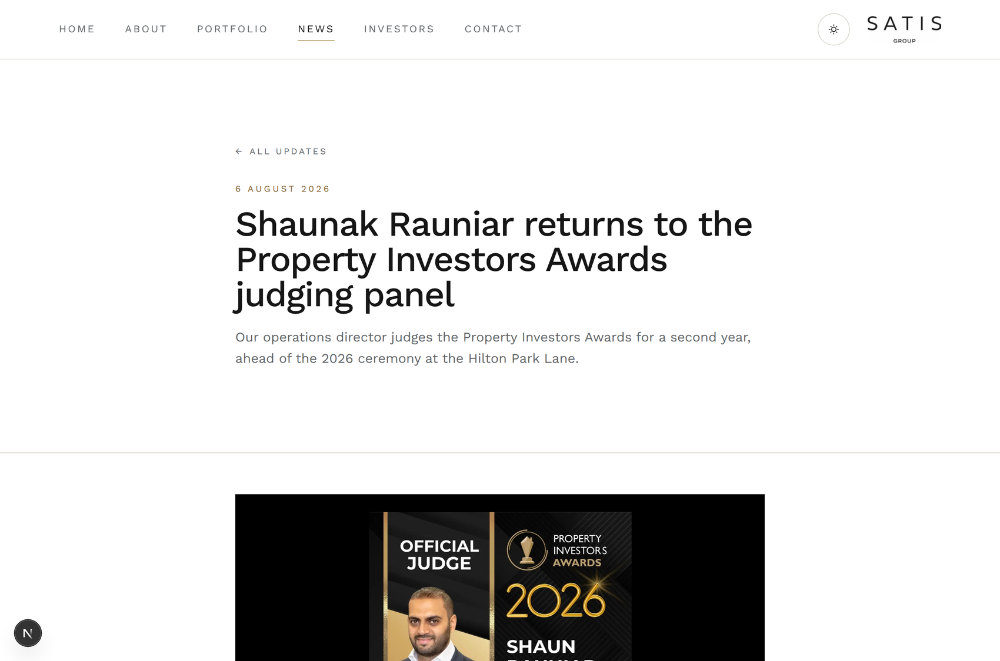 HOME ABOUT PORTFOLIO NEWS INVESTORS CONTACT
SATIS
GROUP
← ALL UPDATES
6 AUGUST 2026
Shaunak Rauniar returns to the
Property Investors Awards
judging panel
Our operations director judges the Property Investors Awards for a second year,
ahead of the 2026 ceremony at the Hilton Park Lane.
OFFICIAL
JUDGE
PROPERTY
INVESTORS
AWARDS
2026
SHAUN
N